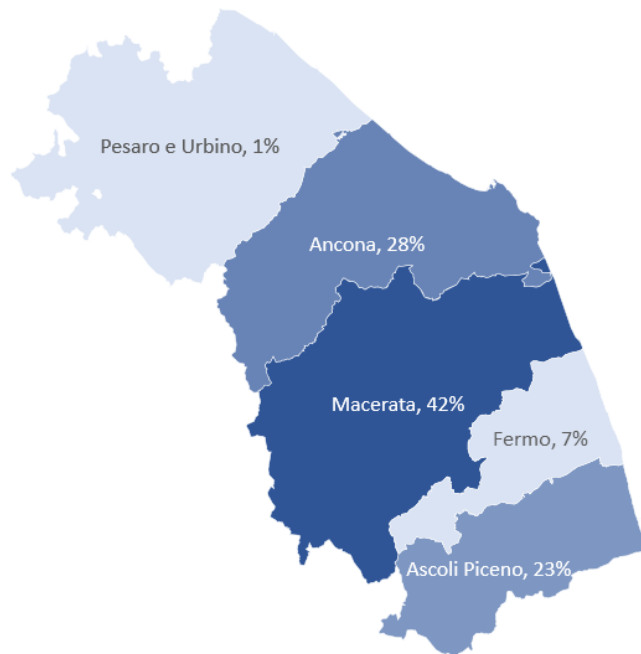 Pesaro e Urbino, 1%
Ancona, 28%
Macerata, 42%
Fermo, 7%
Ascoli Piceno, 23%